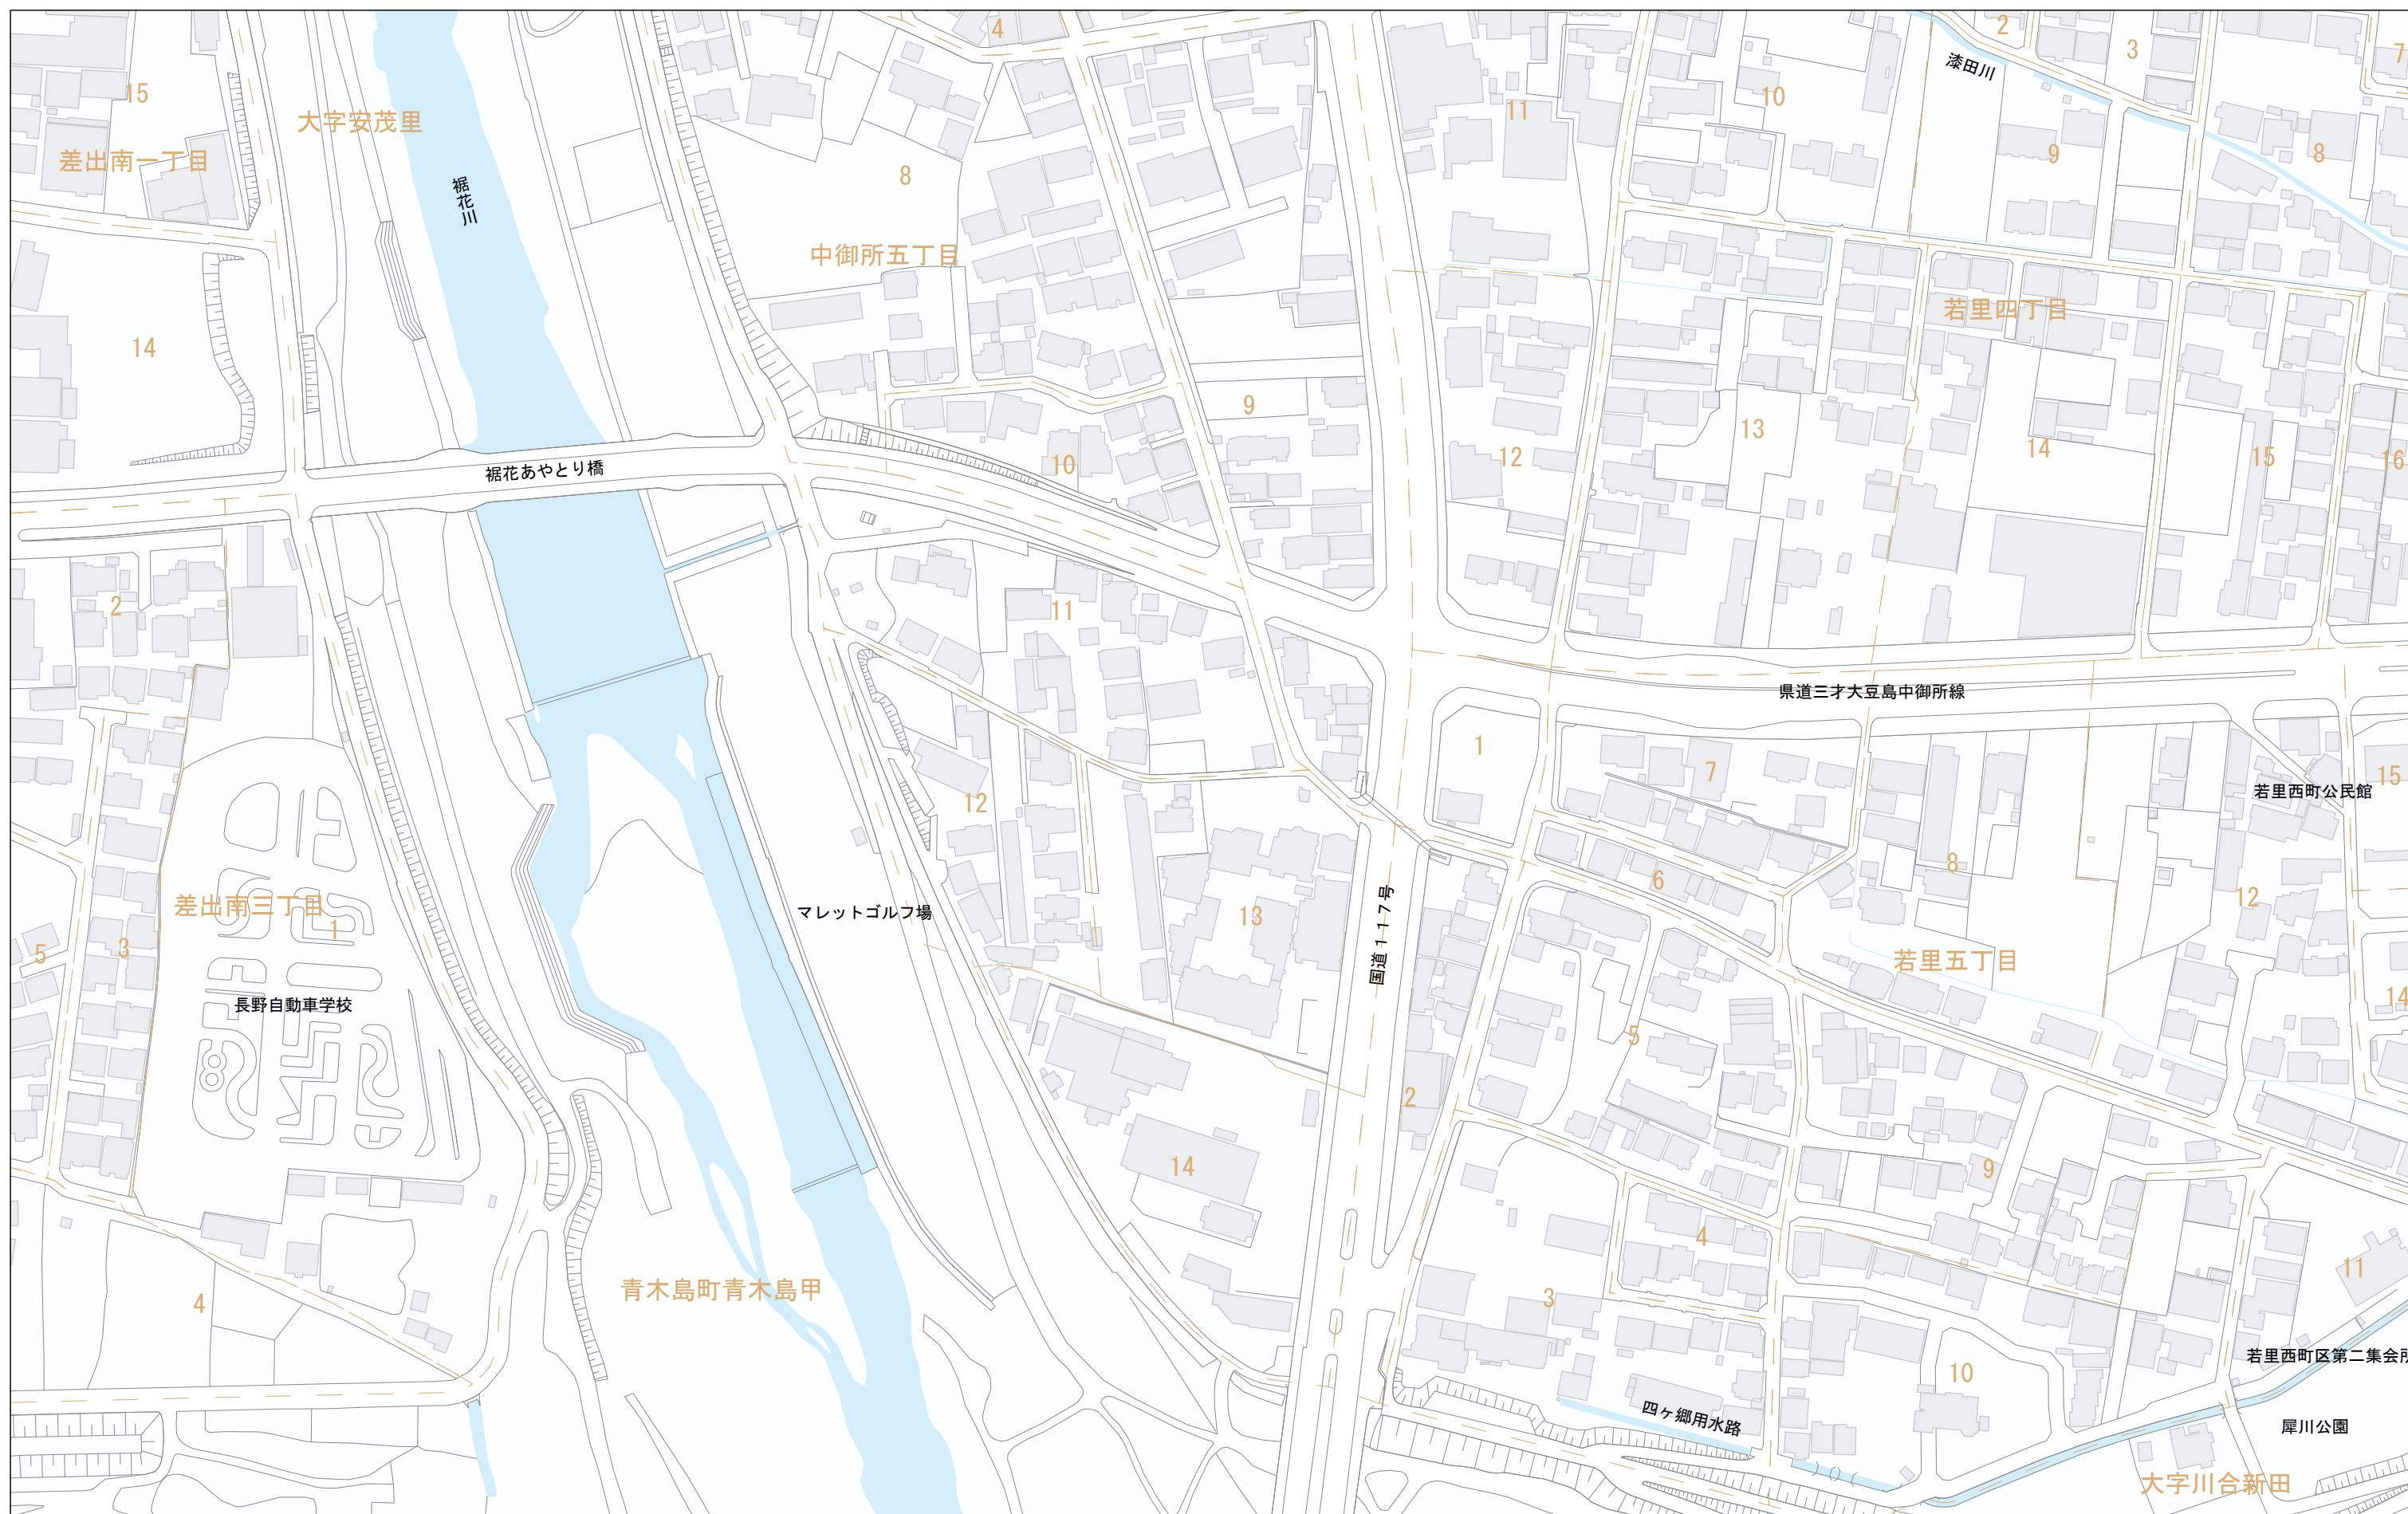 4
2
3
7
漆田川
15
大字安茂里
10
11
差出南一丁目
8
9
8
裾花川
中御所五丁目
若里四丁目
14
9
13
12
14
15
16
10
裾花あやとり橋
2
11
県道三才大豆島中御所線
1
7
12
若里西町公民館
15
8
6
12
差出南三丁目
1
マレットゴルフ場
13
国道117号
5
3
若里五丁目
14
長野自動車学校
5
2
14
9
4
青木島町青木島甲
3
11
4
10
若里西町区第二集会所
四ヶ郷用水路
犀川公園
大字川合新田